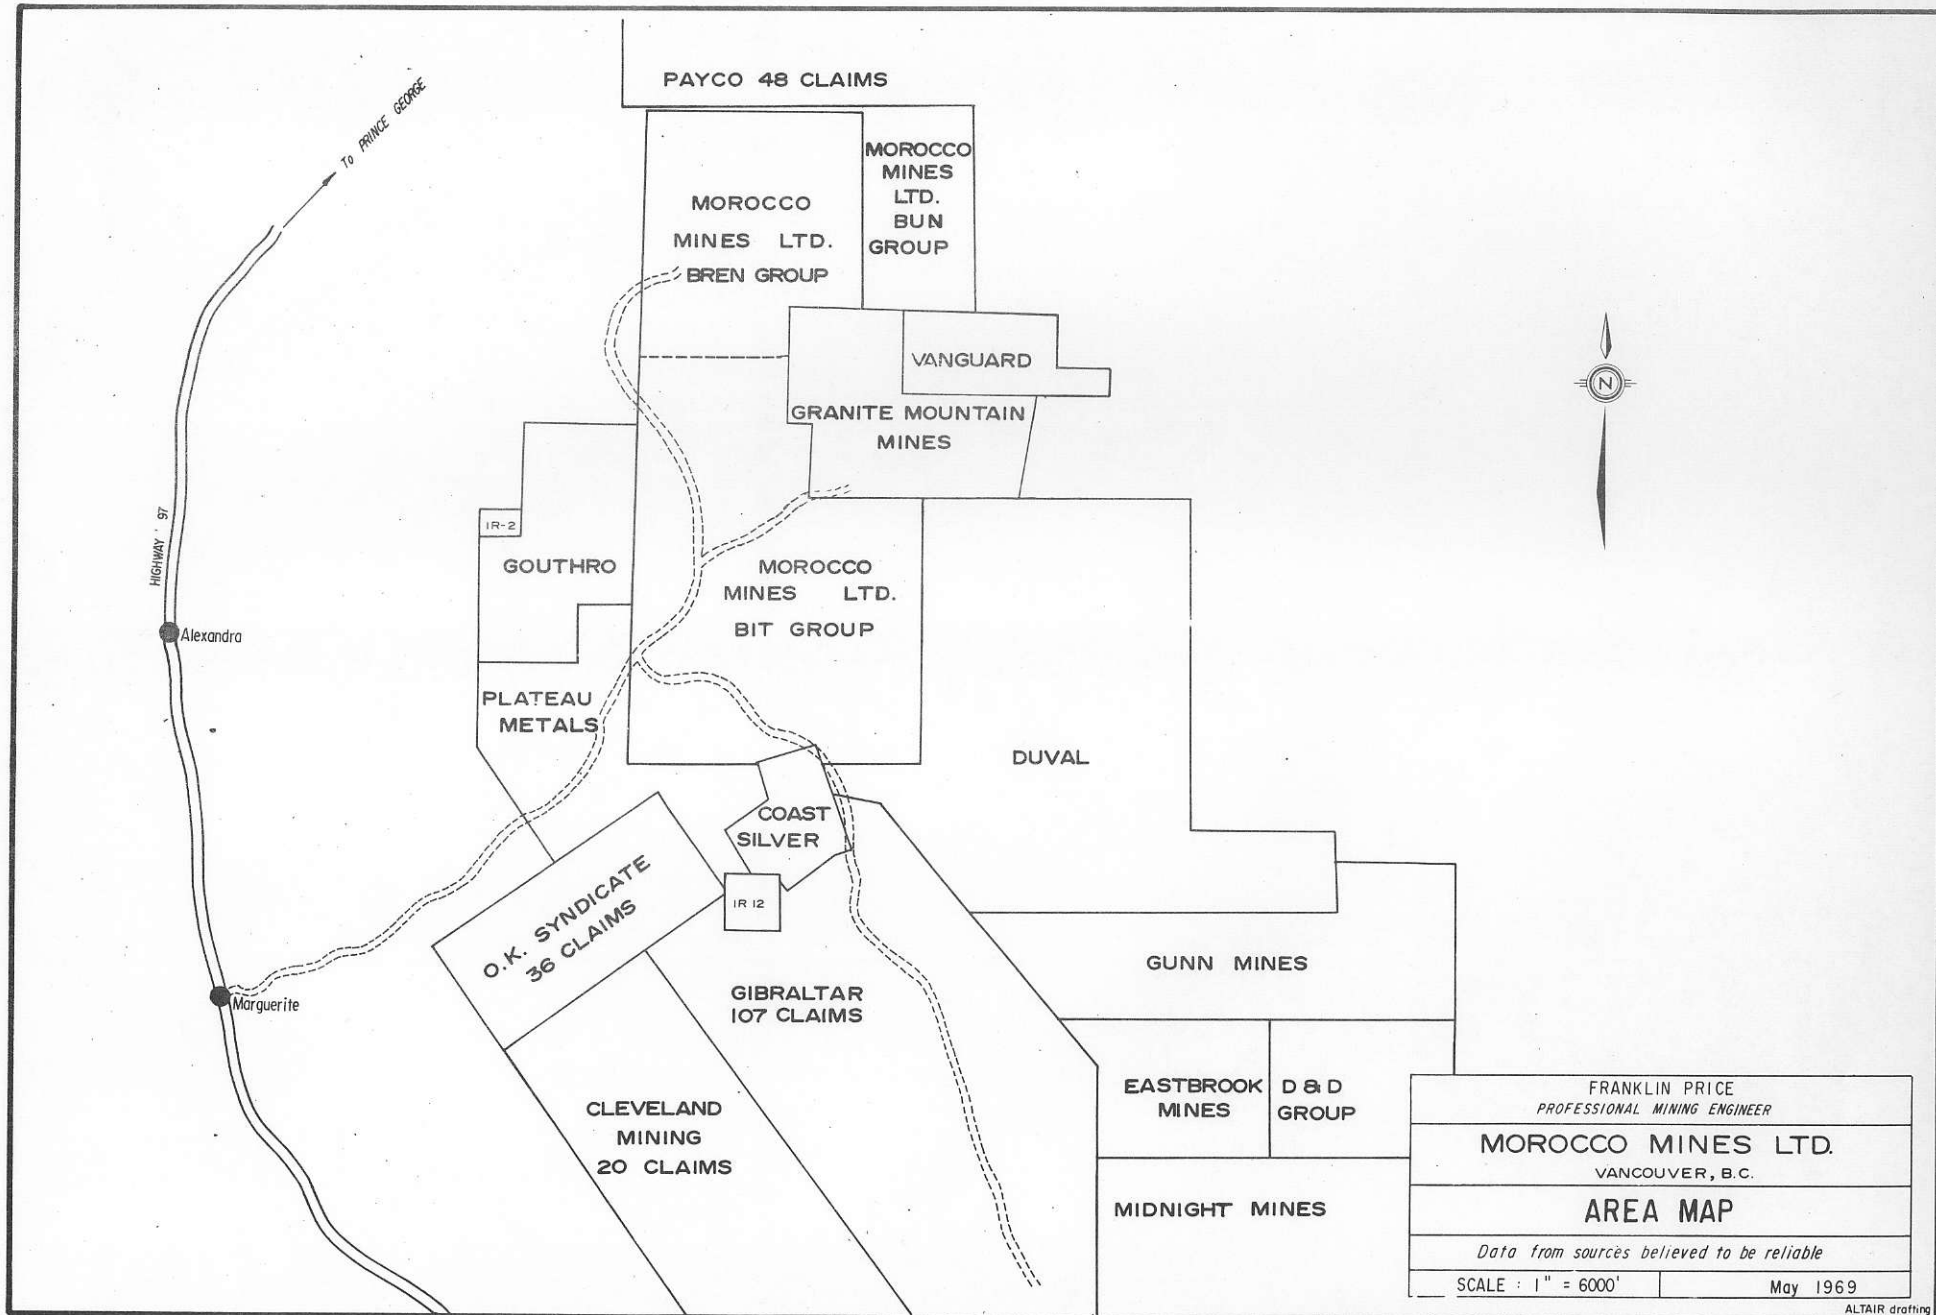 PAYCO 48 CLAIMS
To PRINCE GEORGE
MOROCCO
MINES LTD.
BREN GROUP
MOROCCO
MINES
LTD.
BUN
GROUP
VANGUARD
GRANITE MOUNTAIN
MINES
N
IR-2
GOUTHRO
HIGHWAY 97
Alexandra
MOROCCO
MINES LTD.
BIT GROUP
PLATEAU
METALS
DUVAL
COAST
SILVER
IR 12
O.K. SYNDICATE
36 CLAIMS
Marguerite
GIBRALTAR
107 CLAIMS
GUNN MINES
CLEVELAND
MINING
20 CLAIMS
EASTBROOK
MINES
D & D
GROUP
MIDNIGHT MINES
FRANKLIN PRICE
PROFESSIONAL MINING ENGINEER
MOROCCO MINES LTD.
VANCOUVER, B.C.
AREA MAP
Data from sources believed to be reliable
SCALE : 1" = 6000' May 1969
ALTAIR drafting